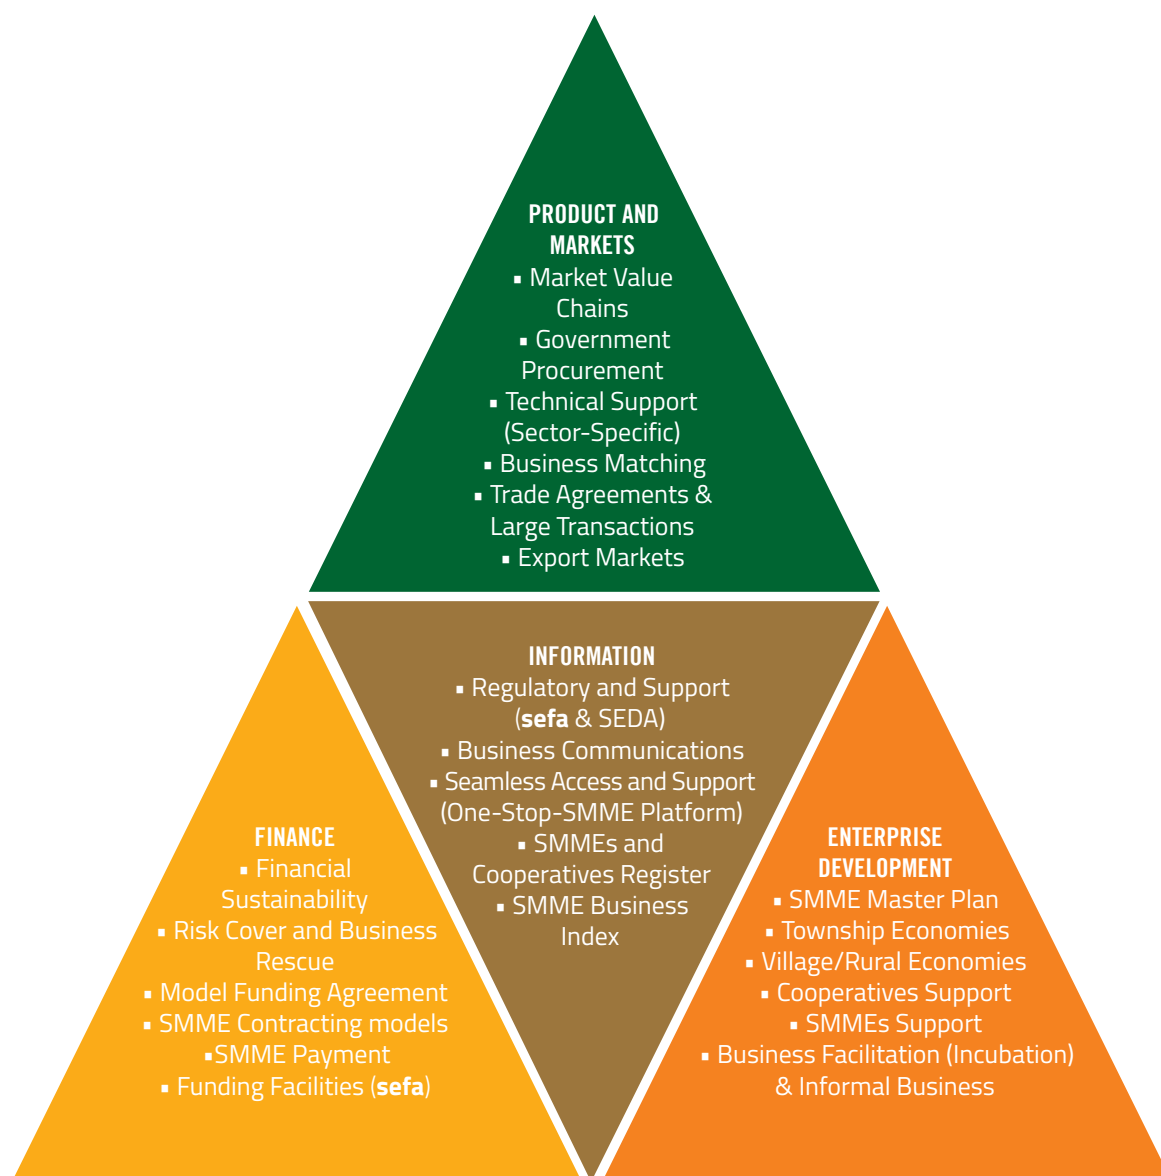 PRODUCT AND
MARKETS
▪ Market Value
Chains
▪ Government
Procurement
▪ Technical Support
(Sector-Specific)
▪ Business Matching
▪ Trade Agreements &
Large Transactions
▪ Export Markets
INFORMATION
▪ Regulatory and Support
(sefa & SEDA)
▪ Business Communications
▪ Seamless Access and Support
(One-Stop-SMME Platform)
▪ SMMEs and
Cooperatives Register
▪ SMME Business
Index
FINANCE
▪ Financial
Sustainability
▪ Risk Cover and Business
Rescue
▪ Model Funding Agreement
▪ SMME Contracting models
▪SMME Payment
▪ Funding Facilities (sefa)
ENTERPRISE
DEVELOPMENT
▪ SMME Master Plan
▪ Township Economies
▪ Village/Rural Economies
▪ Cooperatives Support
▪ SMMEs Support
▪ Business Facilitation (Incubation)
& Informal Business